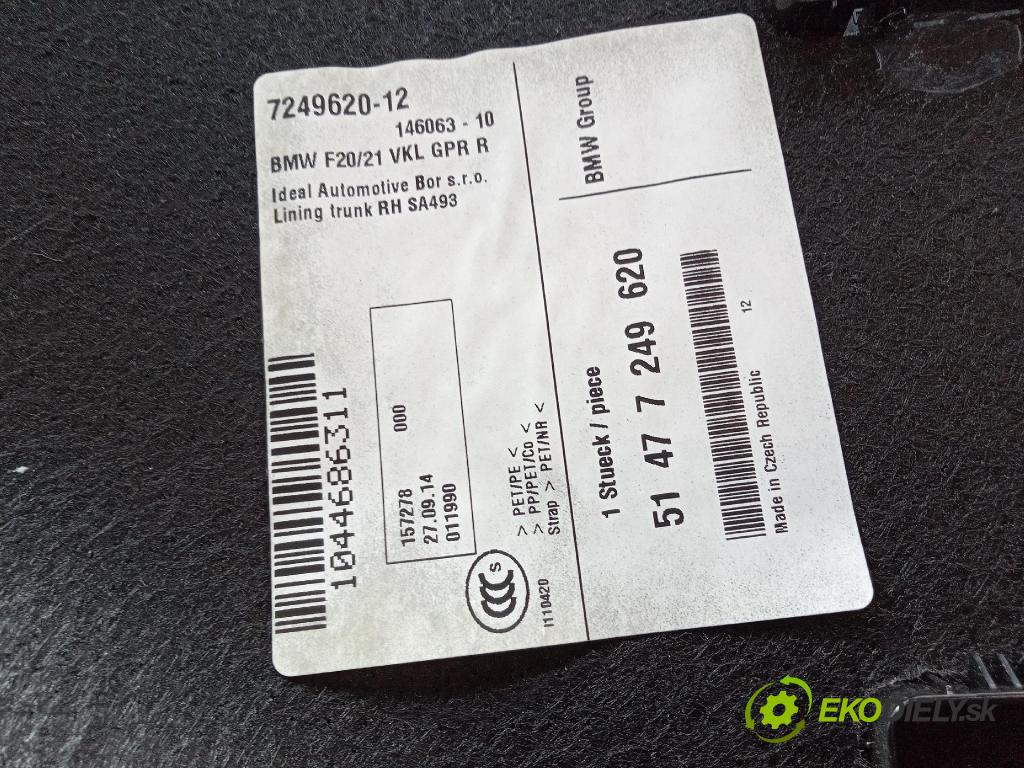 7249620-12
146063 - 10
BMW F20/21 VKL GPR R
Ideal Automotive Bor s.r.o.
Lining trunk RH SA493
1044686311
157278 000
27.09.14
011990
CCC S
> PET/PE <
> PP/PET/Co <
Strap > PET/NR <
I110420
BMW Group
1 Stueck / piece
51 47 7 249 620
12
Made in Czech Republic
EKODIELY.sk